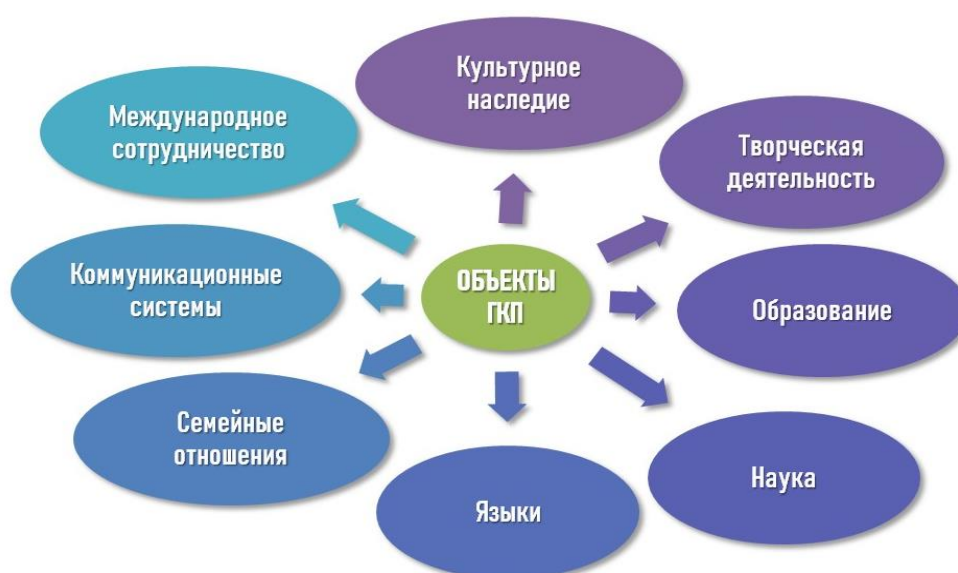 Культурное
наследие
Международное
сотрудничество
Творческая
деятельность
Коммуникационные
системы
ОБЪЕКТЫ
ГКП
Образование
Семейные
отношения
Языки
Наука